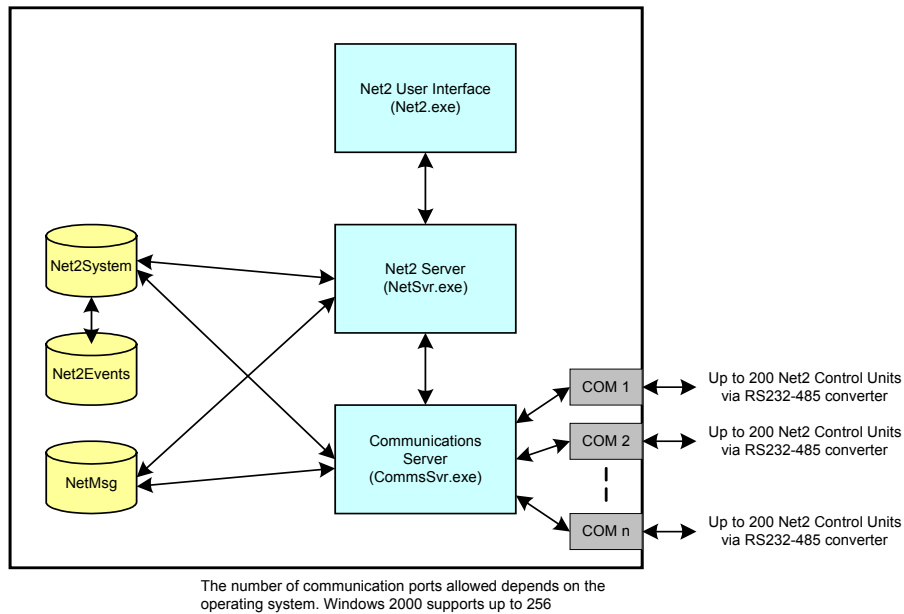 Net2 User Interface
(Net2.exe)
Net2System
Net2 Server
(NetSvr.exe)
Net2Events
COM 1
Up to 200 Net2 Control Units
via RS232-485 converter
Communications
Server
(CommsSvr.exe)
COM 2
Up to 200 Net2 Control Units
via RS232-485 converter
NetMsg
COM n
Up to 200 Net2 Control Units
via RS232-485 converter
The number of communication ports allowed depends on the
operating system. Windows 2000 supports up to 256